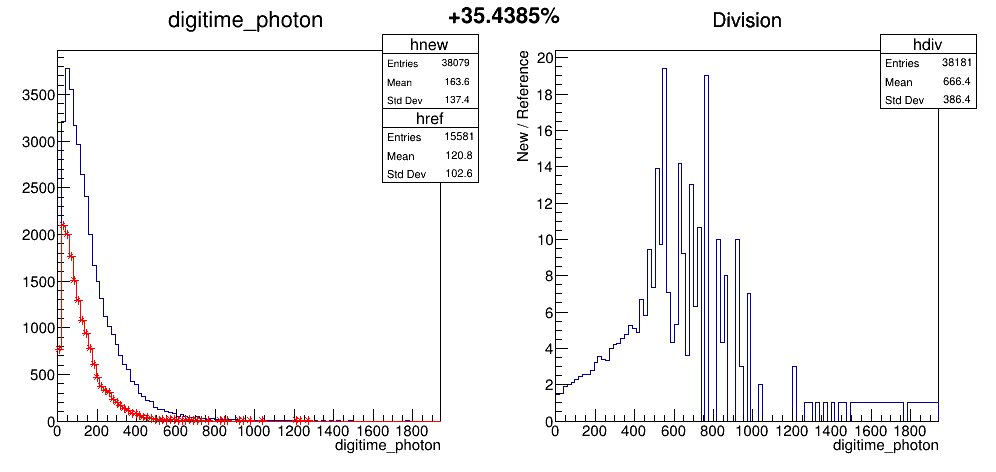 +35.4385%
digitime_photon
hnew
Entries 38079
Mean 163.6
Std Dev 137.4
href
Entries 15581
Mean 120.8
Std Dev 102.6
3500
3000
2500
2000
1500
1000
500
0
0 200 400 600 800 1000 1200 1400 1600 1800
digitime_photon
Division
hdiv
Entries 38181
Mean 666.4
Std Dev 386.4
New / Reference
20
18
16
14
12
10
8
6
4
2
0
0 200 400 600 800 1000 1200 1400 1600 1800
digitime_photon